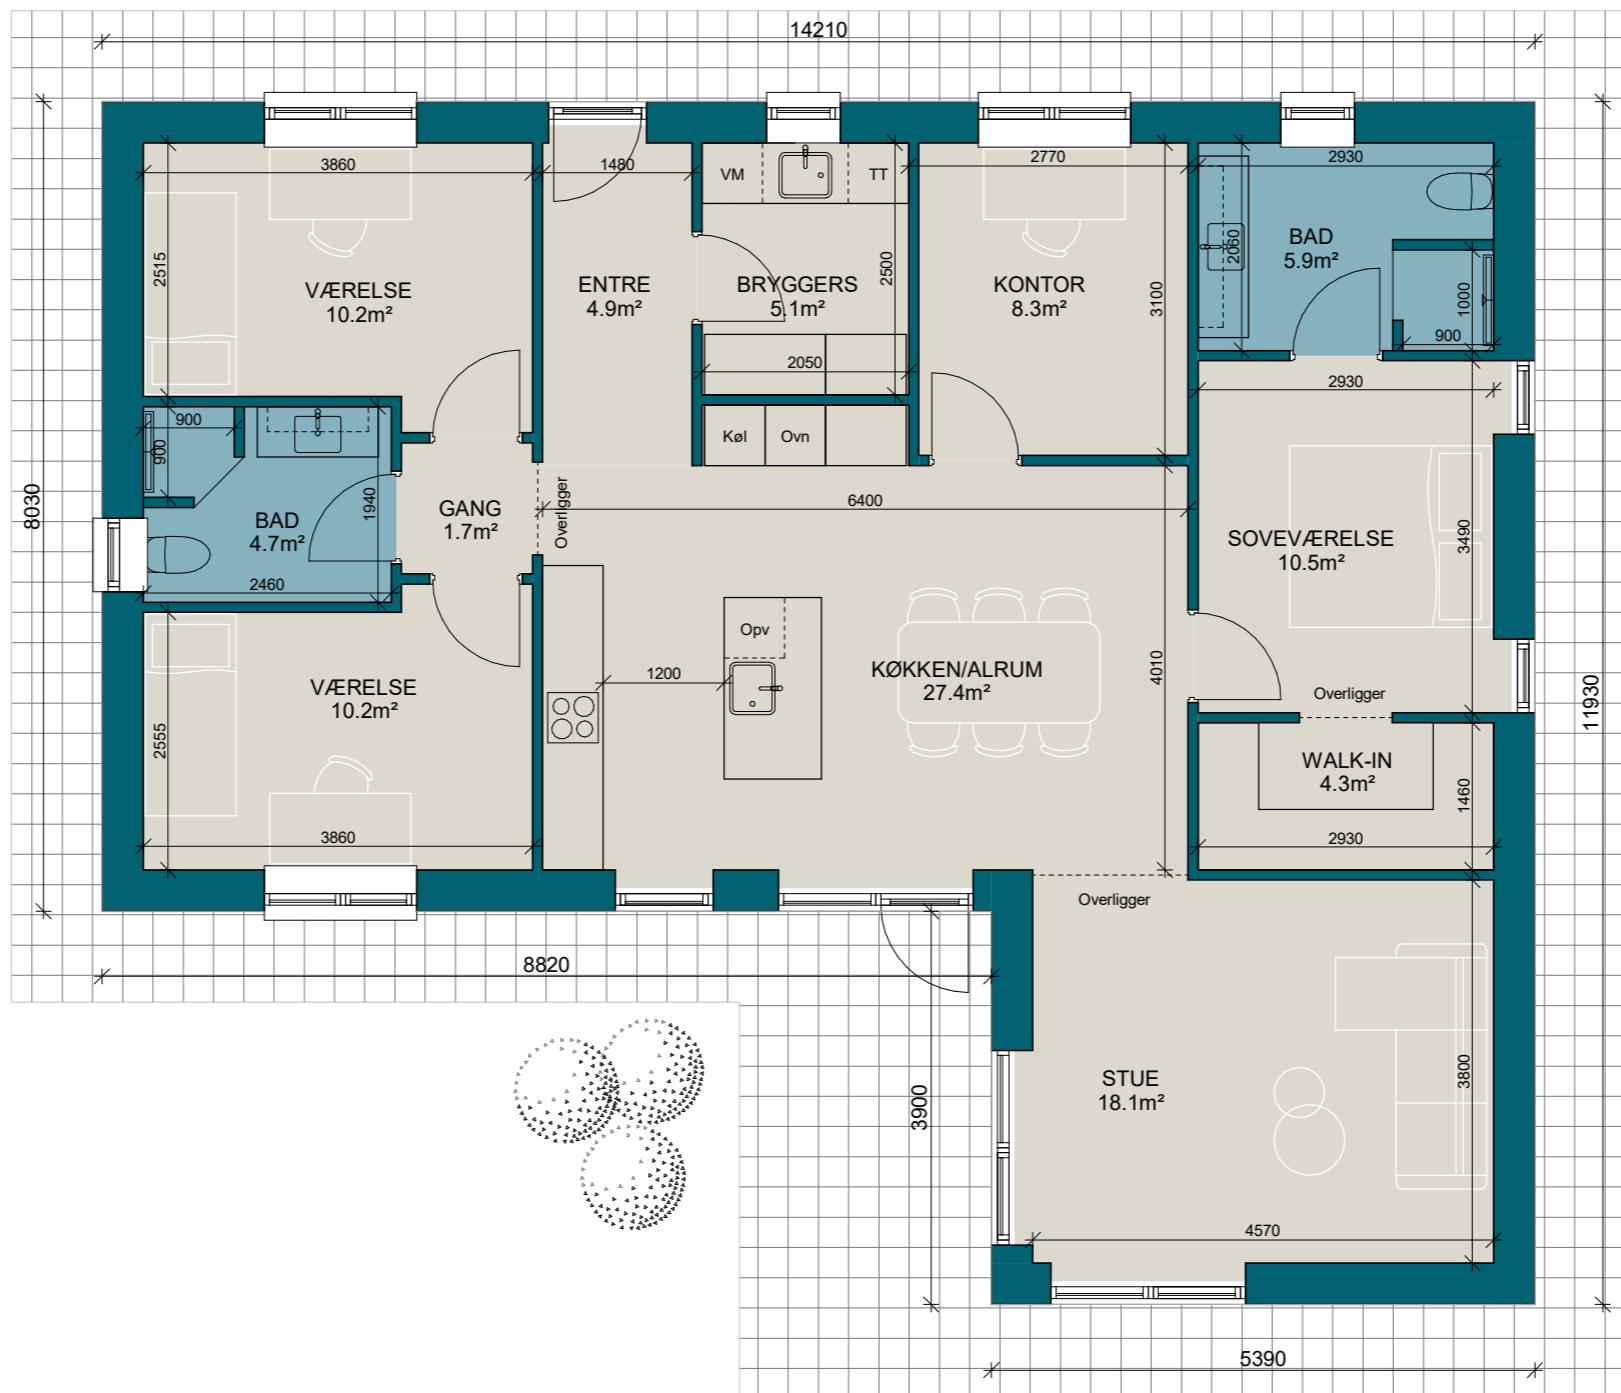 14210
3860
1480
VM
TT
2770
2930
2515
VÆRELSE
10.2m²
ENTRE
4.9m²
BRYGGERS
5.1m²
2500
KONTOR
8.3m²
3100
2060
BAD
5.9m²
1000
900
2050
2930
900
900
Køl
Ovn
8030
BAD
4.7m²
1940
2460
GANG
1.7m²
Overligger
6400
SOVEVÆRELSE
10.5m²
3490
Opv
1200
KØKKEN/ALRUM
27.4m²
4010
VÆRELSE
10.2m²
2555
3860
Overligger
WALK-IN
4.3m²
1460
2930
11930
Overligger
8820
3900
STUE
18.1m²
3800
4570
5390